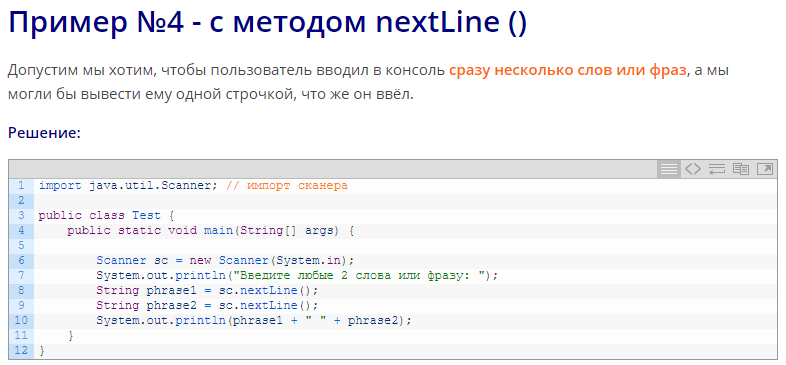 Пример №4 - с методом nextLine ()
Допустим мы хотим, чтобы пользователь вводил в консоль сразу несколько слов или фраз, а мы
могли бы вывести ему одной строчкой, что же он ввёл.
Решение:
1 import java.util.Scanner; // импорт сканера
2
3 public class Test {
4     public static void main(String[] args) {
5
6         Scanner sc = new Scanner(System.in);
7         System.out.println("Введите любые 2 слова или фразу: ");
8         String phrase1 = sc.nextLine();
9         String phrase2 = sc.nextLine();
10         System.out.println(phrase1 + " " + phrase2);
11     }
12 }